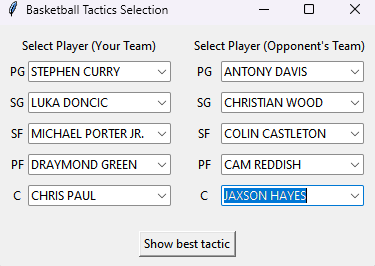 Basketball Tactics Selection
Select Player (Your Team) Select Player (Opponent's Team)
PG STEPHEN CURRY PG ANTONY DAVIS
SG LUKA DONCIC SG CHRISTIAN WOOD
SF MICHAEL PORTER JR. SF COLIN CASTLETON
PF DRAYMOND GREEN PF CAM REDDISH
C CHRIS PAUL C JAXSON HAYES
Show best tactic